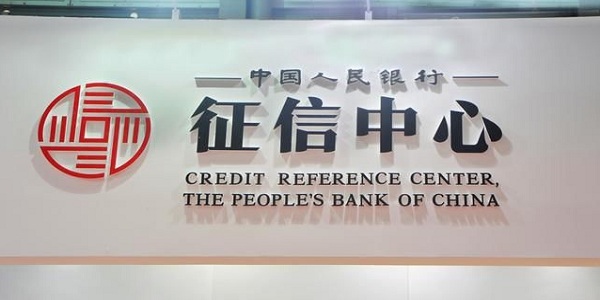 中国人民银行
征信中心
CREDIT REFERENCE CENTER,
THE PEOPLE'S BANK OF CHINA